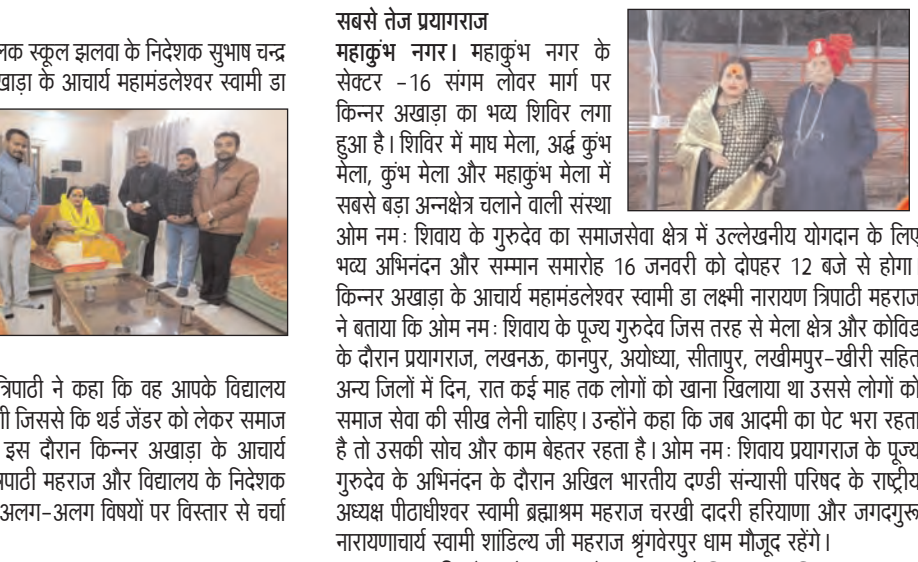 लक स्कूल झलवा के निदेशक सुभाष चन्द्र
खाड़ा के आचार्य महामंडलेश्वर स्वामी डा
त्रिपाठी ने कहा कि वह आपके विद्यालय
गी जिससे कि थर्ड जेंडर को लेकर समाज
इस दौरान किन्नर अखाड़ा के आचार्य
पाठी महराज और विद्यालय के निदेशक
अलग-अलग विषयों पर विस्तार से चर्चा
सबसे तेज प्रयागराज
महाकुंभ नगर। महाकुंभ नगर के
सेक्टर -16 संगम लोवर मार्ग पर
किन्नर अखाड़ा का भव्य शिविर लगा
हुआ है। शिविर में माघ मेला, अर्द्ध कुंभ
मेला, कुंभ मेला और महाकुंभ मेला में
सबसे बड़ा अन्नक्षेत्र चलाने वाली संस्था
ओम नमः शिवाय के गुरुदेव का समाजसेवा क्षेत्र में उल्लेखनीय योगदान के लिए
भव्य अभिनंदन और सम्मान समारोह 16 जनवरी को दोपहर 12 बजे से होगा।
किन्नर अखाड़ा के आचार्य महामंडलेश्वर स्वामी डा लक्ष्मी नारायण त्रिपाठी महराज
ने बताया कि ओम नमः शिवाय के पूज्य गुरुदेव जिस तरह से मेला क्षेत्र और कोविड
के दौरान प्रयागराज, लखनऊ, कानपुर, अयोध्या, सीतापुर, लखीमपुर-खीरी सहित
अन्य जिलों में दिन, रात कई माह तक लोगों को खाना खिलाया था उससे लोगों को
समाज सेवा की सीख लेनी चाहिए। उन्होंने कहा कि जब आदमी का पेट भरा रहता
है तो उसकी सोच और काम बेहतर रहता है। ओम नमः शिवाय प्रयागराज के पूज्य
गुरुदेव के अभिनंदन के दौरान अखिल भारतीय दण्डी संन्यासी परिषद के राष्ट्रीय
अध्यक्ष पीठाधीश्वर स्वामी ब्रह्माश्रम महराज चरखी दादरी हरियाणा और जगदगुरू
नारायणाचार्य स्वामी शांडिल्य जी महराज श्रृंगवेरपुर धाम मौजूद रहेंगे।